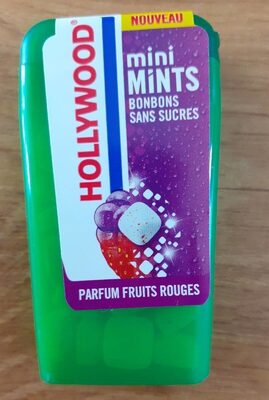 NOUVEAU
HOLLYWOOD®
mini
MiNTS
BONBONS
SANS SUCRES
PARFUM FRUITS ROUGES